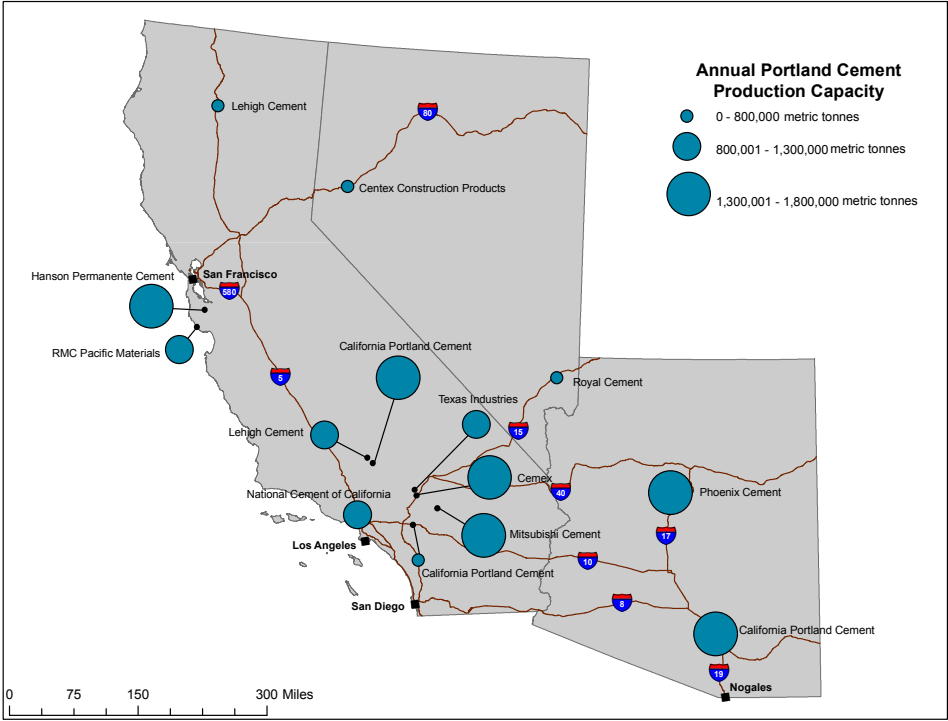 Annual Portland Cement
Production Capacity
0 - 800,000 metric tonnes
800,001 - 1,300,000 metric tonnes
1,300,001 - 1,800,000 metric tonnes
Lehigh Cement
80
Centex Construction Products
Hanson Permanente Cement
San Francisco
580
RMC Pacific Materials
California Portland Cement
5
Royal Cement
Texas Industries
15
Lehigh Cement
Cemex
40
National Cement of California
Phoenix Cement
Mitsubishi Cement
17
Los Angeles
10
California Portland Cement
San Diego
8
California Portland Cement
19
Nogales
0 75 150 300 Miles